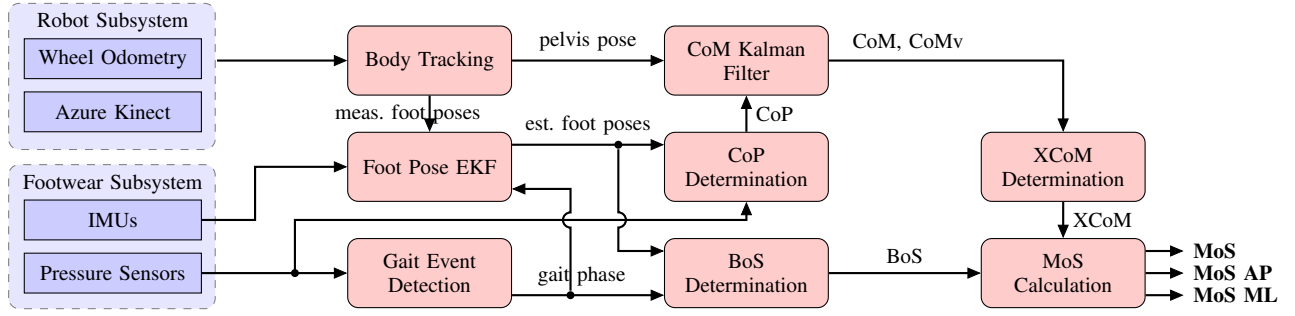 Robot Subsystem
Wheel Odometry
Azure Kinect
Footwear Subsystem
IMUs
Pressure Sensors
Body Tracking
meas. foot poses
Foot Pose EKF
Gait Event
Detection
pelvis pose
est. foot poses
gait phase
CoM Kalman
Filter
CoP
CoP
Determination
BoS
Determination
CoM, CoMv
BoS
XCoM
Determination
XCoM
MoS
Calculation
MoS
MoS AP
MoS ML